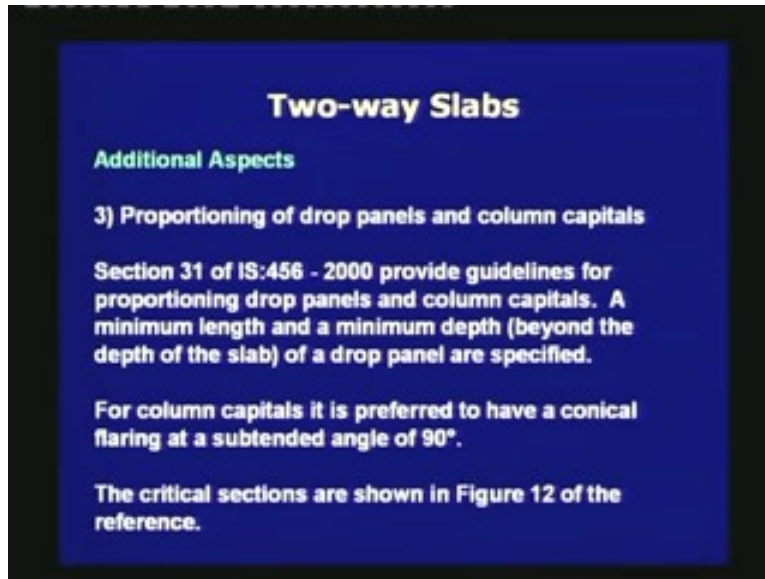 Two-way Slabs
Additional Aspects
3) Proportioning of drop panels and column capitals
Section 31 of IS:456 - 2000 provide guidelines for
proportioning drop panels and column capitals. A
minimum length and a minimum depth (beyond the
depth of the slab) of a drop panel are specified.
For column capitals it is preferred to have a conical
flaring at a subtended angle of 90°.
The critical sections are shown in Figure 12 of the
reference.